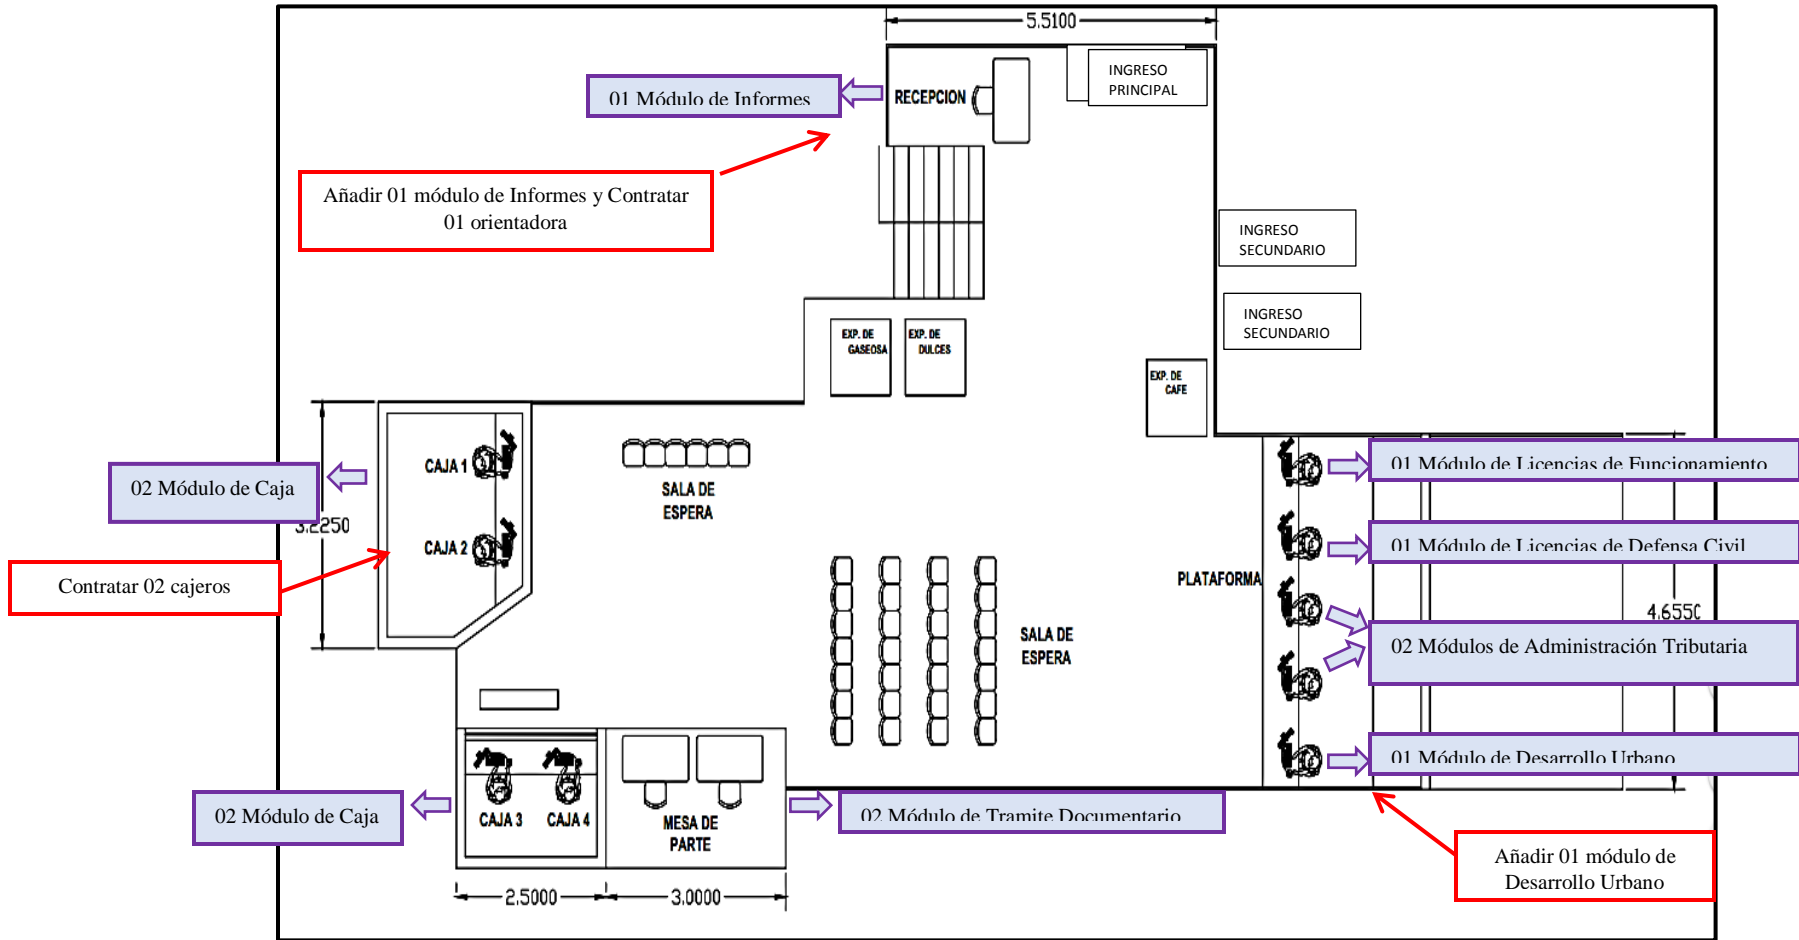 5.5100
INGRESO
PRINCIPAL
01 Módulo de Informes
RECEPCION
Añadir 01 módulo de Informes y Contratar
01 orientadora
INGRESO
SECUNDARIO
INGRESO
SECUNDARIO
EXP. DE
GASEOSA
EXP. DE
DULCES
EXP. DE
CAFE
CAJA 1
02 Módulo de Caja
3.2250
CAJA 2
Contratar 02 cajeros
SALA DE
ESPERA
01 Módulo de Licencias de Funcionamiento
01 Módulo de Licencias de Defensa Civil
PLATAFORMA
4.6550
SALA DE
ESPERA
02 Módulos de Administración Tributaria
01 Módulo de Desarrollo Urbano
02 Módulo de Caja
CAJA 3
CAJA 4
MESA DE
PARTE
02 Módulo de Tramite Documentario
Añadir 01 módulo de
Desarrollo Urbano
2.5000
3.0000